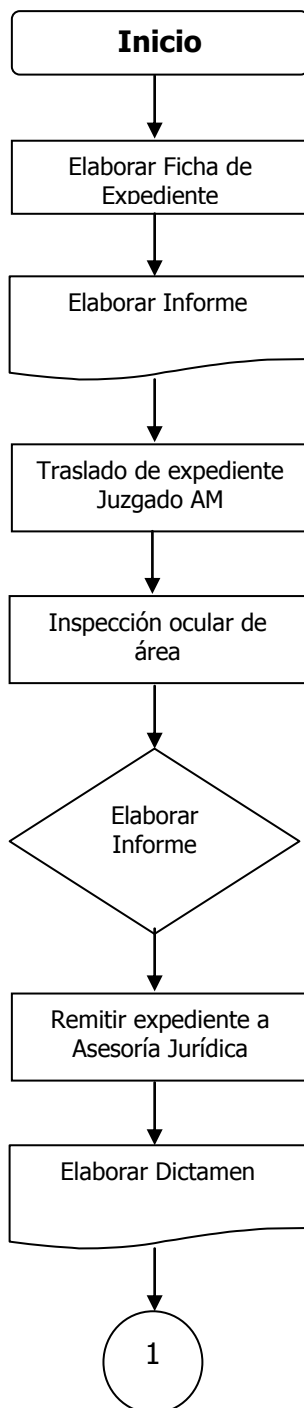 Inicio
Elaborar Ficha de
Expediente
Elaborar Informe
Traslado de expediente
Juzgado AM
Inspección ocular de
área
Elaborar
Informe
Remitir expediente a
Asesoría Jurídica
Elaborar Dictamen
1